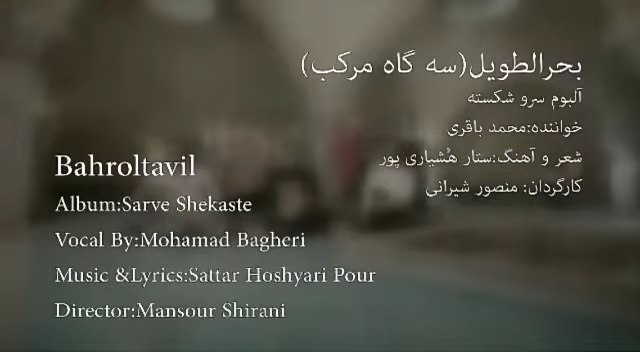 بحرالطویل(سه گاه مرکب)
آلبوم سرو شکسته
خواننده:محمد باقری
شعر و آهنگ:ستار هُشیاری پور
کارگردان: منصور شیرانی
Bahroltavil
Album:Sarve Shekaste
Vocal By:Mohamad Bagheri
Music &Lyrics:Sattar Hoshyari Pour
Director:Mansour Shirani